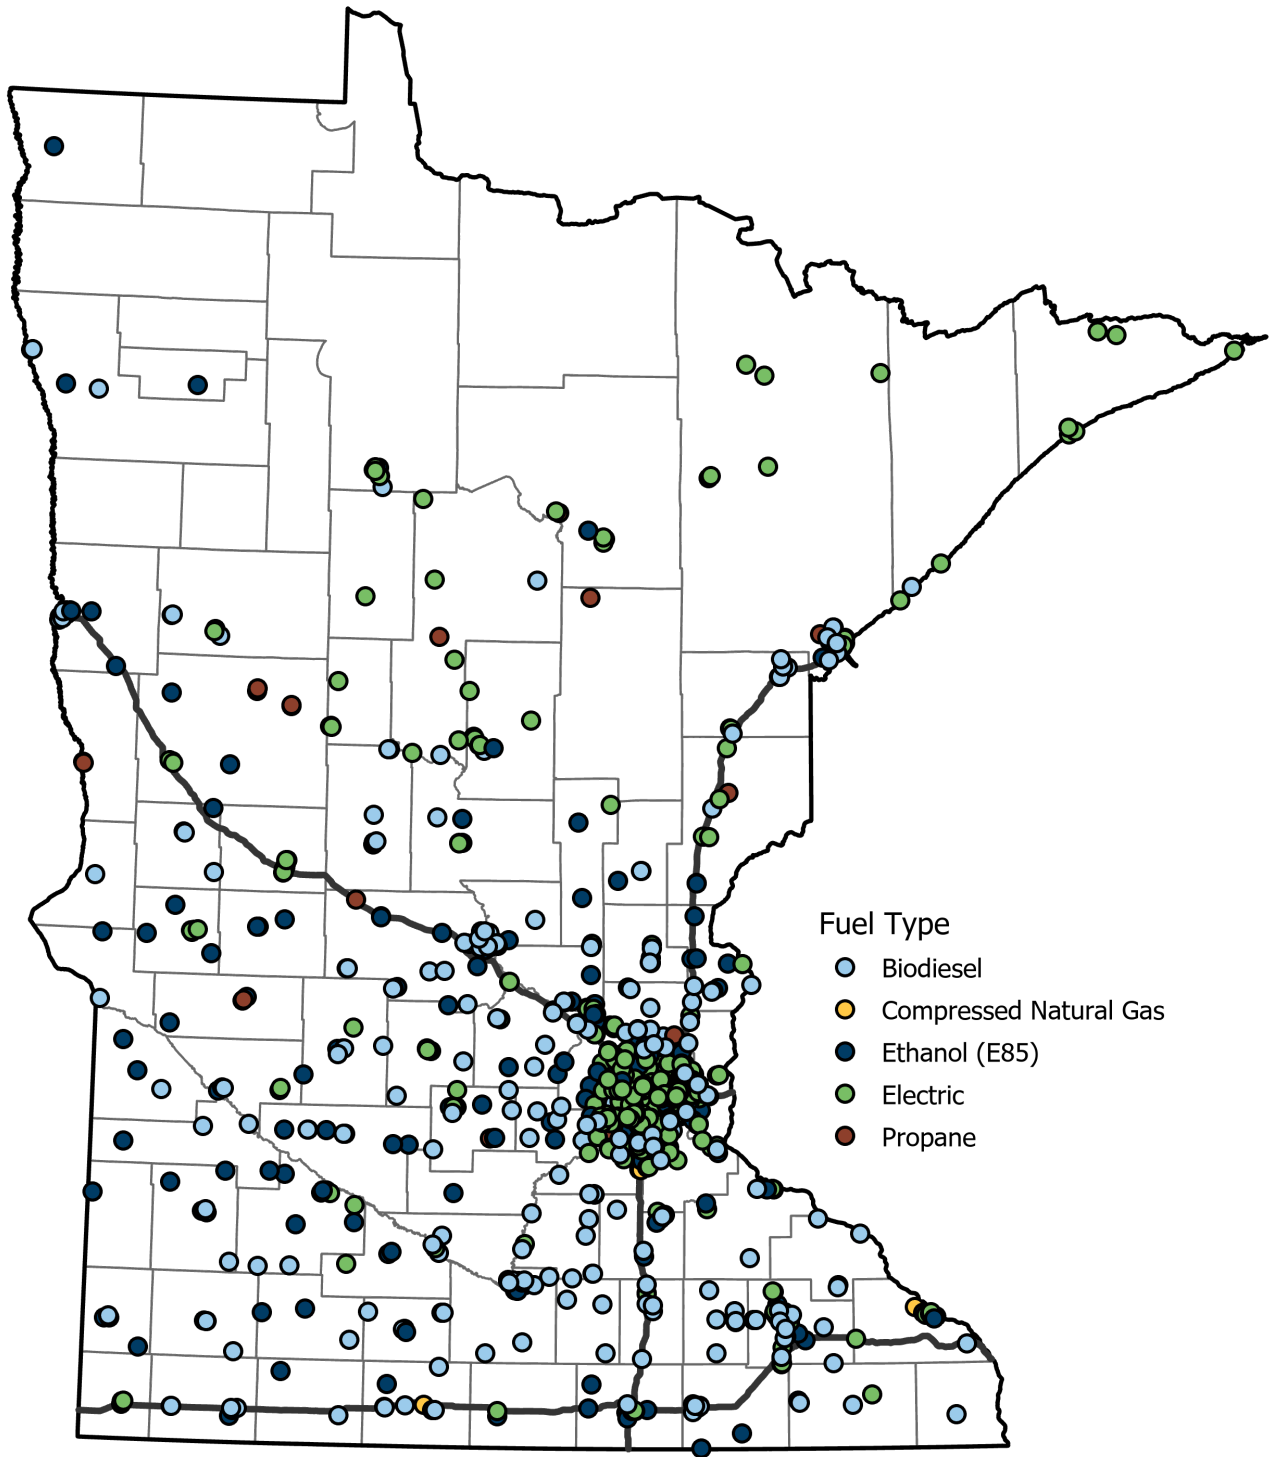 Fuel Type
Biodiesel
Compressed Natural Gas
Ethanol (E85)
Electric
Propane